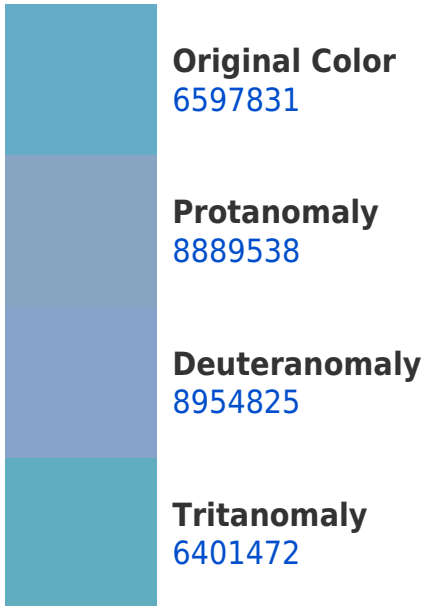 Original Color
6597831
Protanomaly
8889538
Deuteranomaly
8954825
Tritanomaly
6401472